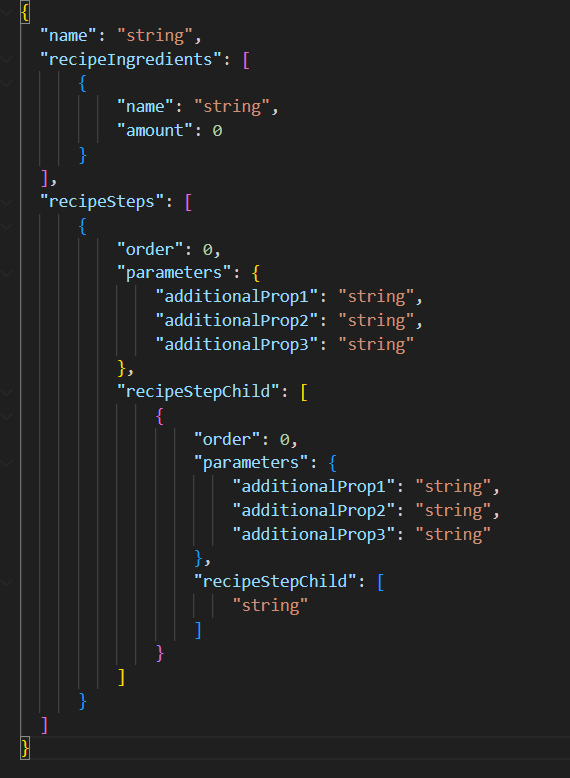 {
"name": "string",
"recipeIngredients": [
{
"name": "string",
"amount": 0
}
],
"recipeSteps": [
{
"order": 0,
"parameters": {
"additionalProp1": "string",
"additionalProp2": "string",
"additionalProp3": "string"
},
"recipeStepChild": [
{
"order": 0,
"parameters": {
"additionalProp1": "string",
"additionalProp2": "string",
"additionalProp3": "string"
},
"recipeStepChild": [
"string"
]
}
]
}
]
}